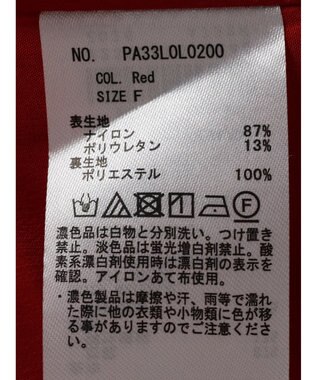 NO. PA33L0L0200
COL. Red
SIZE F
表生地
ナイロン 87%
ポリウレタン 13%
裏生地
ポリエステル 100%
濃色品は白物と分別洗い。つけ置き
禁止。淡色品は蛍光増白剤禁止。酸
素系漂白剤使用時は漂白剤の表示を
確認。アイロンあて布使用。
・濃色製品は摩擦や汗、雨等で濡れ
た際に他の衣類や小物類に色が移
る事がありますのでご注意くださ
い。